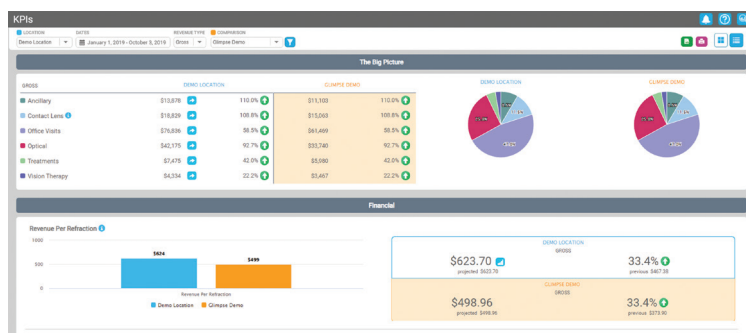 KPIs
LOCATION DATES REVENUE TYPE COMPARISON
Demo Location January 1, 2019 - October 5, 2019 Gross Glimpse Demo
The Big Picture
GROSS DEMO LOCATION GLIMPSE DEMO DEMO LOCATION GLIMPSE DEMO
Ancillary $13,878 110.0% $11,103 110.0%
Contact Lens $18,829 108.8% $15,063 108.8%
Office Visits $76,836 58.5% $61,469 58.5%
Optical $42,175 92.7% $33,740 92.7%
Treatments $7,475 42.0% $5,980 42.0%
Vision Therapy $4,334 22.2% $3,467 22.2%
Financial
Revenue Per Refraction
1000
500
0
$624
$499
Revenue Per Refraction
Demo Location Glimpse Demo
DEMO LOCATION
GROSS
$623.70 33.4%
projected $623.70 previous $467.38
GLIMPSE DEMO
GROSS
$498.96 33.4%
projected $498.96 previous $373.90